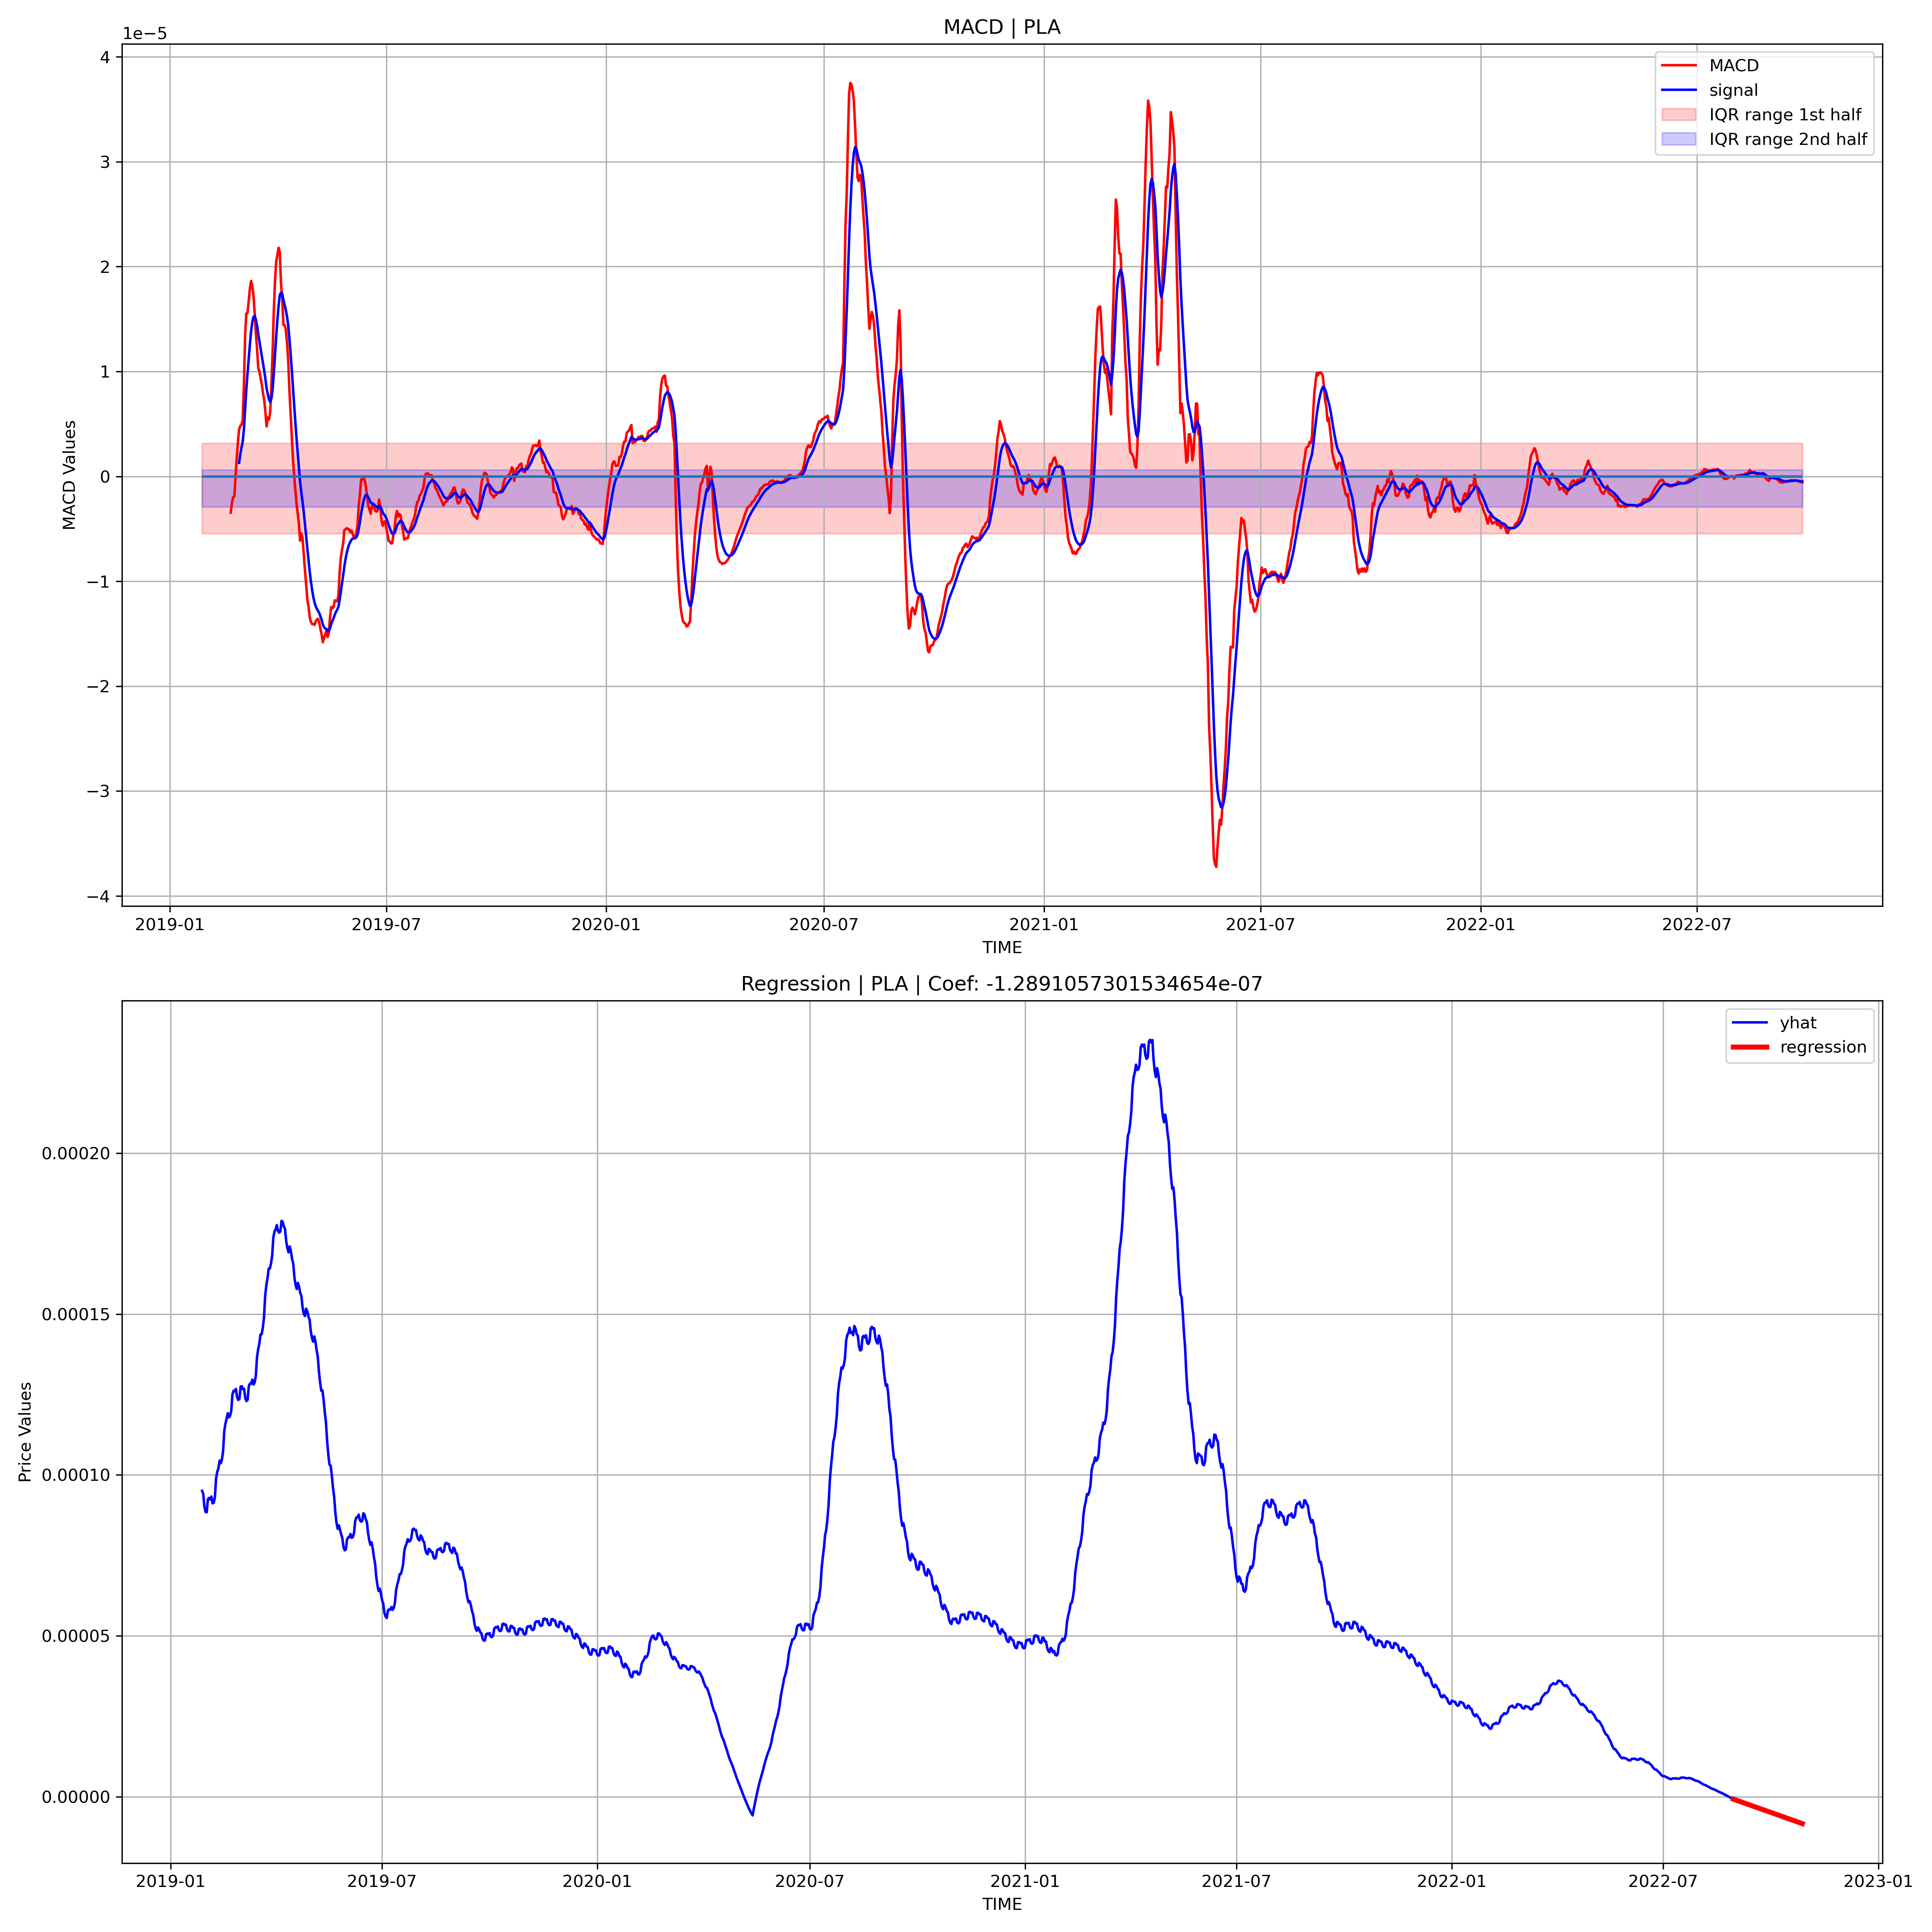 MACD | PLA
1e−5
4
3
2
1
0
−1
−2
−3
−4
MACD Values
MACD
signal
IQR range 1st half
IQR range 2nd half
2019-01 2019-07 2020-01 2020-07 2021-01 2021-07 2022-01 2022-07
TIME
Regression | PLA | Coef: -1.2891057301534654e-07
yhat
regression
0.00020
0.00015
0.00010
0.00005
0.00000
Price Values
2019-01 2019-07 2020-01 2020-07 2021-01 2021-07 2022-01 2022-07 2023-01
TIME